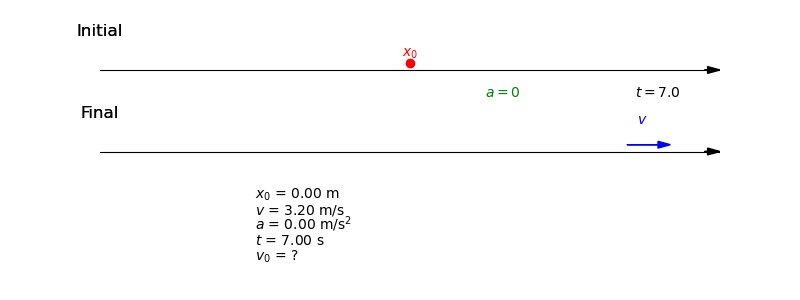 Initial
x₀
a = 0
t = 7.0
Final
v
x₀ = 0.00 m
v = 3.20 m/s
a = 0.00 m/s²
t = 7.00 s
v₀ = ?